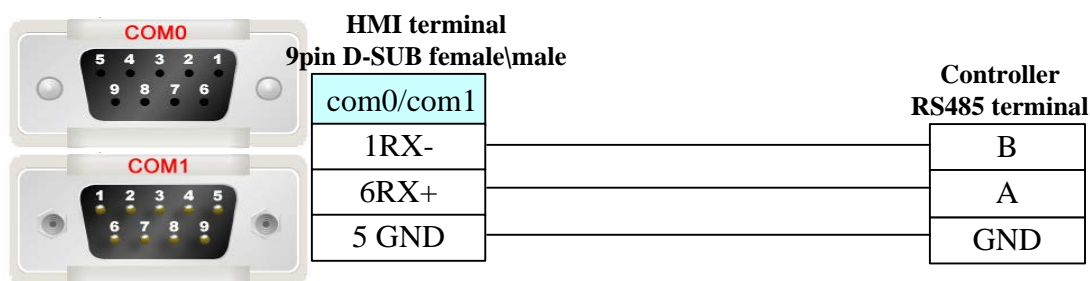 COM0
5 4 3 2 1
9 8 7 6
COM1
1 2 3 4 5
6 7 8 9
HMI terminal
9pin D-SUB female\male
com0/com1
1RX-
6RX+
5 GND
Controller
RS485 terminal
B
A
GND